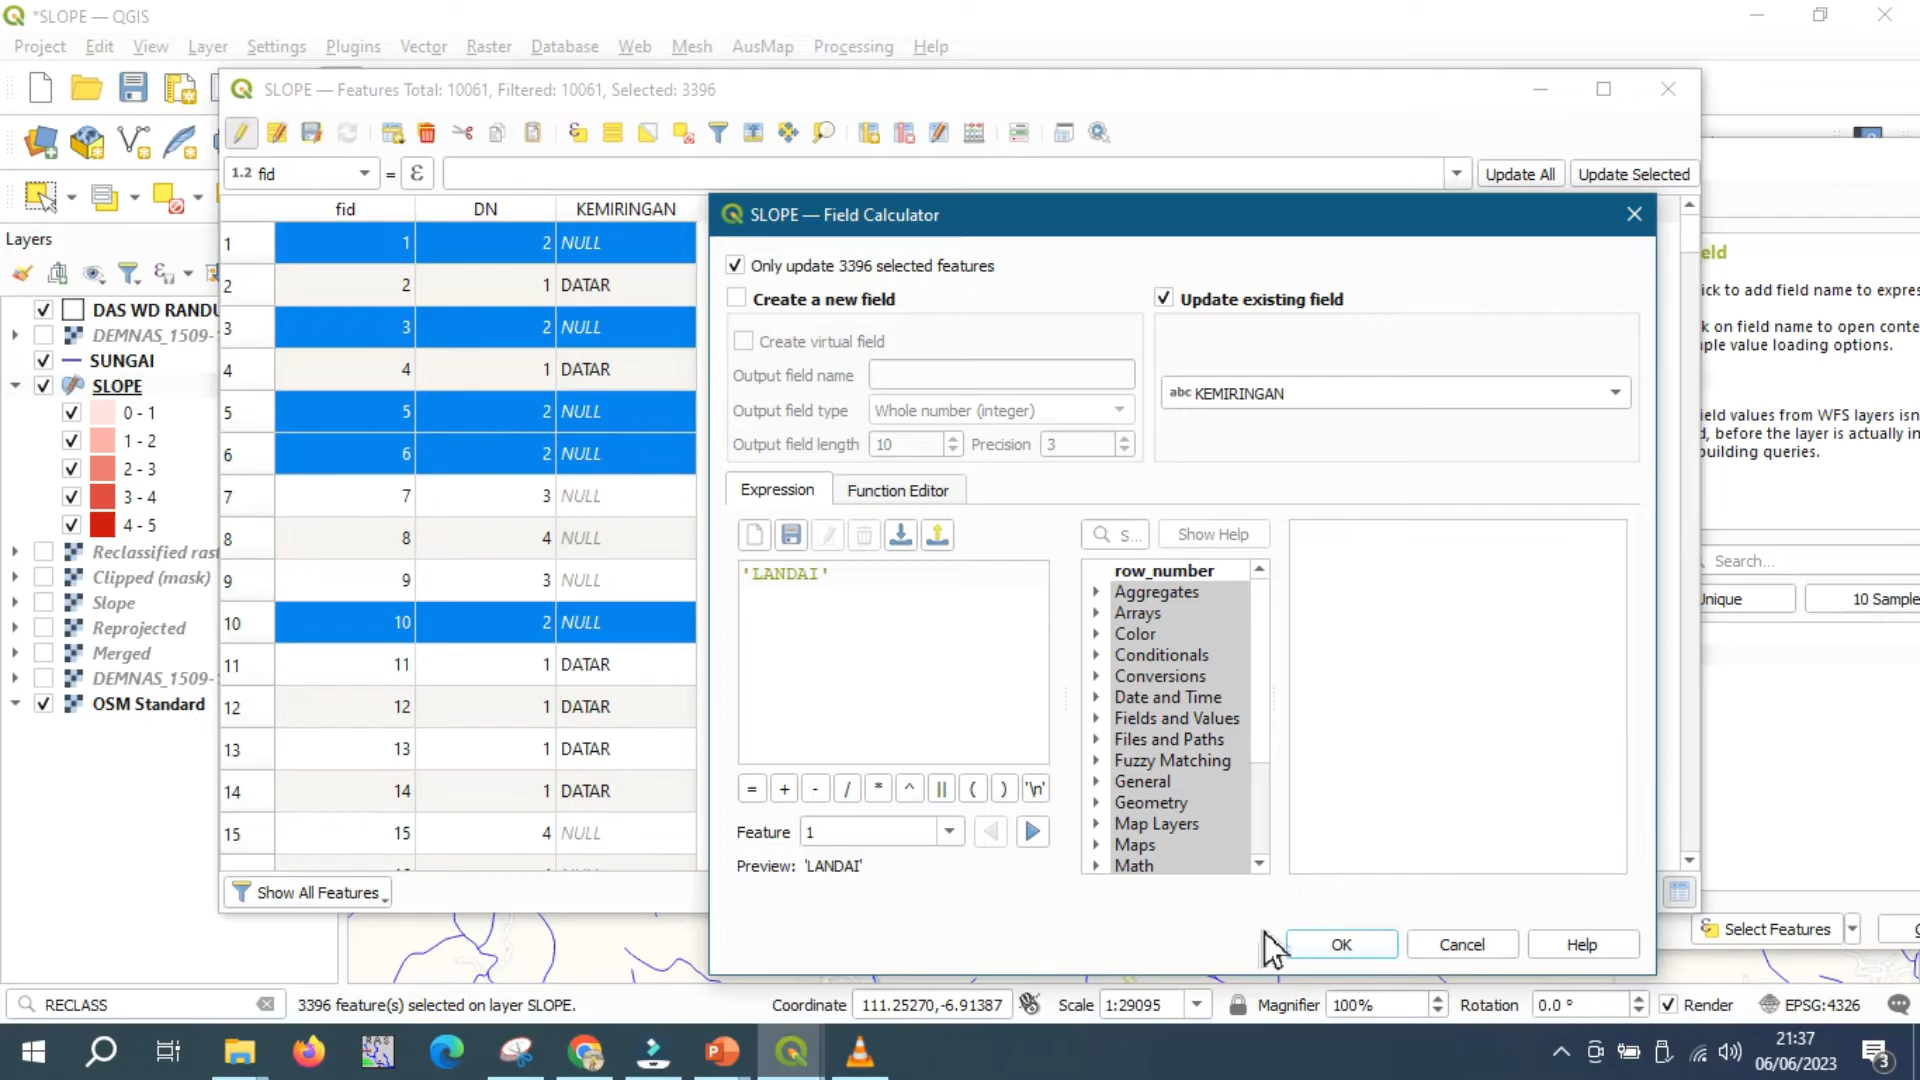 *SLOPE — QGIS
Project Edit View Layer Settings Plugins Vector Raster Database Web Mesh AusMap Processing Help
SLOPE — Features Total: 10061, Filtered: 10061, Selected: 3396
1.2 fid = ε Update All Update Selected
fid DN KEMIRINGAN
1 1 2 NULL
2 2 1 DATAR
3 3 2 NULL
4 4 1 DATAR
5 5 2 NULL
6 6 2 NULL
7 7 3 NULL
8 8 4 NULL
9 9 3 NULL
10 10 2 NULL
11 11 1 DATAR
12 12 1 DATAR
13 13 1 DATAR
14 14 1 DATAR
15 15 4 NULL
Show All Features
Layers
DAS WD RANDU
DEMNAS_1509-
SUNGAI
SLOPE
0 - 1
1 - 2
2 - 3
3 - 4
4 - 5
Reclassified rast
Clipped (mask)
Slope
Reprojected
Merged
DEMNAS_1509-
OSM Standard
SLOPE — Field Calculator
Only update 3396 selected features
Create a new field
Create virtual field
Output field name
Output field type Whole number (integer)
Output field length 10 Precision 3
Update existing field
abc KEMIRINGAN
Expression Function Editor
'LANDAI'
= + - / * ^ || ( ) '\n'
Feature 1
Preview: 'LANDAI'
S... Show Help
row_number
Aggregates
Arrays
Color
Conditionals
Conversions
Date and Time
Fields and Values
Files and Paths
Fuzzy Matching
General
Geometry
Map Layers
Maps
Math
OK Cancel Help
eld
ick to add field name to expres
k on field name to open conte
ple value loading options.
ield values from WFS layers isn
d, before the layer is actually in
building queries.
Search...
Unique 10 Sample
Select Features
RECLASS 3396 feature(s) selected on layer SLOPE. Coordinate 111.25270,-6.91387 Scale 1:29095 Magnifier 100% Rotation 0.0 ° Render EPSG:4326
RAS
21:37
06/06/2023
3